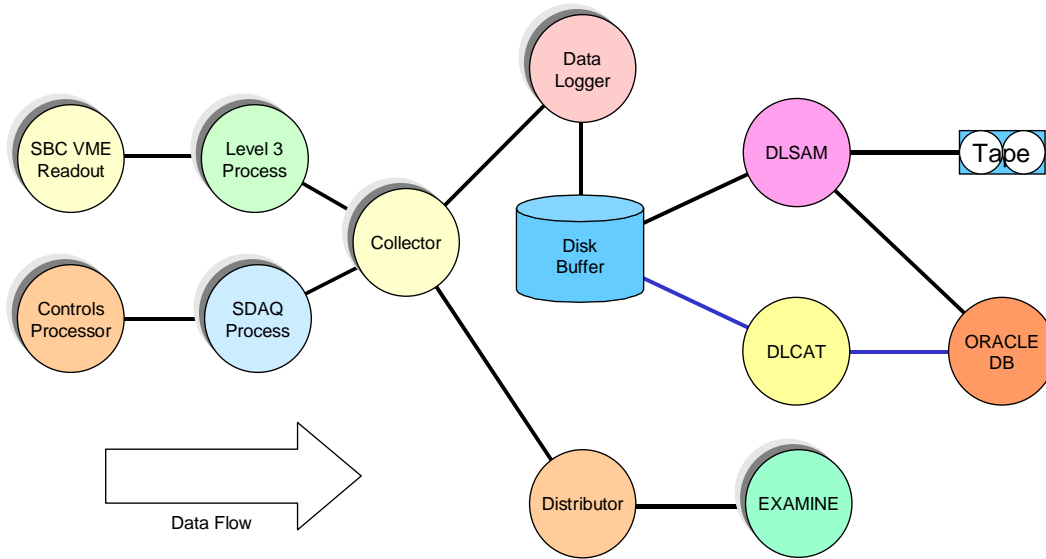 Data
Logger
SBC VME
Readout
Level 3
Process
DLSAM
Tape
Collector
Disk
Buffer
Controls
Processor
SDAQ
Process
DLCAT
ORACLE
DB
Distributor
EXAMINE
Data Flow